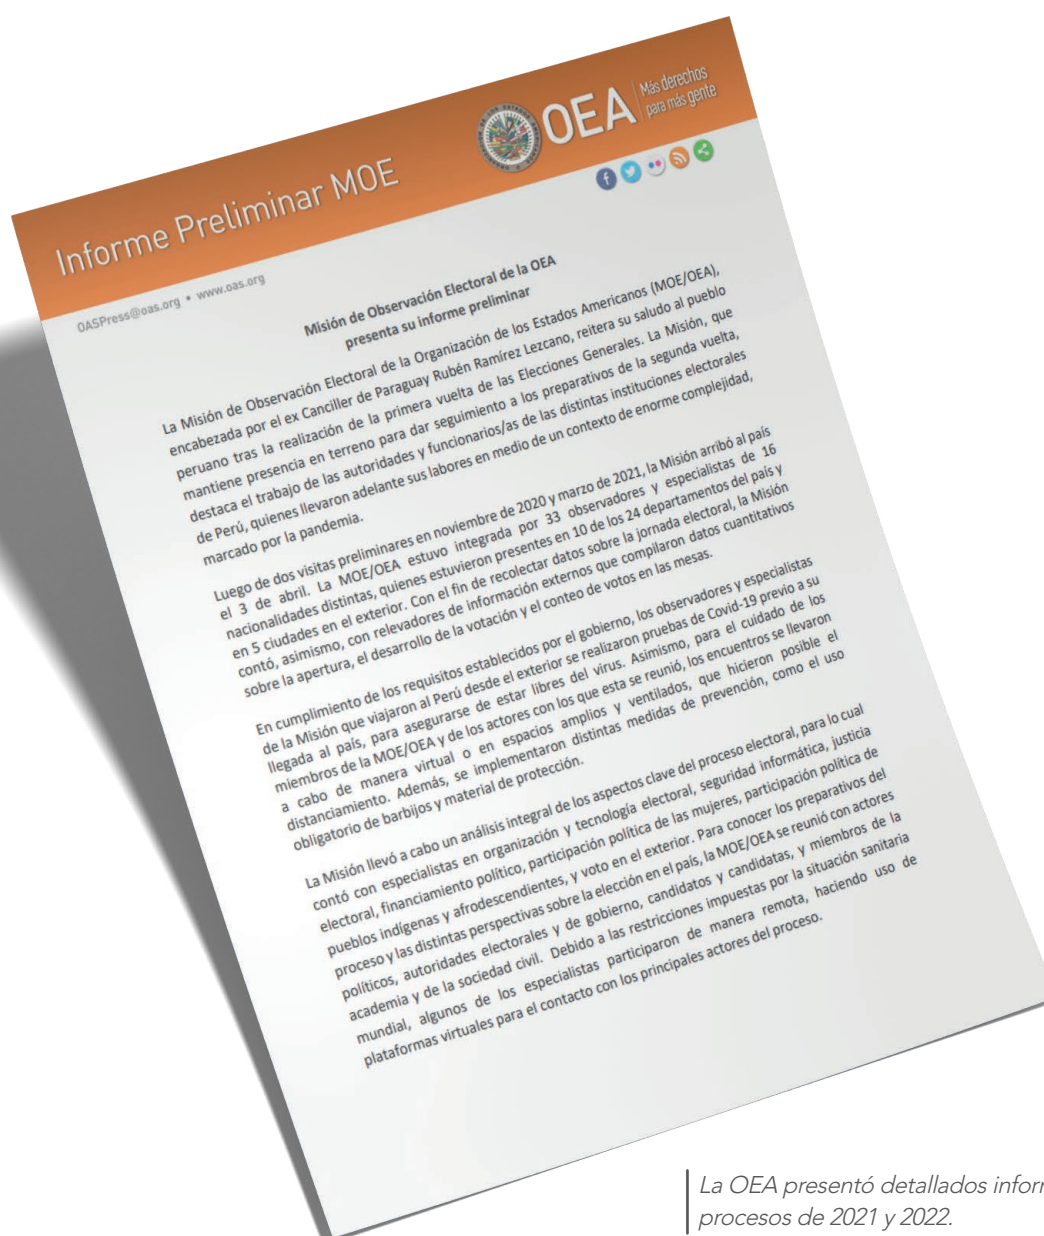 Informe Preliminar MOE
OEA
Más derechos
para más gente
OASPress@oas.org • www.oas.org
Misión de Observación Electoral de la OEA
presenta su informe preliminar
La Misión de Observación Electoral de la Organización de los Estados Americanos (MOE/OEA),
encabezada por el ex Canciller de Paraguay Rubén Ramírez Lezcano, reitera su saludo al pueblo
peruano tras la realización de la primera vuelta de las Elecciones Generales. La Misión, que
mantiene presencia en terreno para dar seguimiento a los preparativos de la segunda vuelta,
destaca el trabajo de las autoridades y funcionarios/as de las distintas instituciones electorales
de Perú, quienes llevaron adelante sus labores en medio de un contexto de enorme complejidad,
marcado por la pandemia.
Luego de dos visitas preliminares en noviembre de 2020 y marzo de 2021, la Misión arribó al país
el 3 de abril. La MOE/OEA estuvo integrada por 33 observadores y especialistas de 16
nacionalidades distintas, quienes estuvieron presentes en 10 de los 24 departamentos del país y
en 5 ciudades en el exterior. Con el fin de recolectar datos sobre la jornada electoral, la Misión
contó, asimismo, con relevadores de información externos que compilaron datos cuantitativos
sobre la apertura, el desarrollo de la votación y el conteo de votos en las mesas.
En cumplimiento de los requisitos establecidos por el gobierno, los observadores y especialistas
de la Misión que viajaron al Perú desde el exterior se realizaron pruebas de Covid-19 previo a su
llegada al país, para asegurarse de estar libres del virus. Asimismo, para el cuidado de los
miembros de la MOE/OEA y de los actores con los que esta se reunió, los encuentros se llevaron
a cabo de manera virtual o en espacios amplios y ventilados, que hicieron posible el
distanciamiento. Además, se implementaron distintas medidas de prevención, como el uso
obligatorio de barbijos y material de protección.
La Misión llevó a cabo un análisis integral de los aspectos clave del proceso electoral, para lo cual
contó con especialistas en organización y tecnología electoral, seguridad informática, justicia
electoral, financiamiento político, participación política de las mujeres, participación política de
pueblos indígenas y afrodescendientes, y voto en el exterior. Para conocer los preparativos del
proceso y las distintas perspectivas sobre la elección en el país, la MOE/OEA se reunió con actores
políticos, autoridades electorales y de gobierno, candidatos y candidatas, y miembros de la
academia y de la sociedad civil. Debido a las restricciones impuestas por la situación sanitaria
mundial, algunos de los especialistas participaron de manera remota, haciendo uso de
plataformas virtuales para el contacto con los principales actores del proceso.
La OEA presentó detallados
procesos de 2021 y 2022.